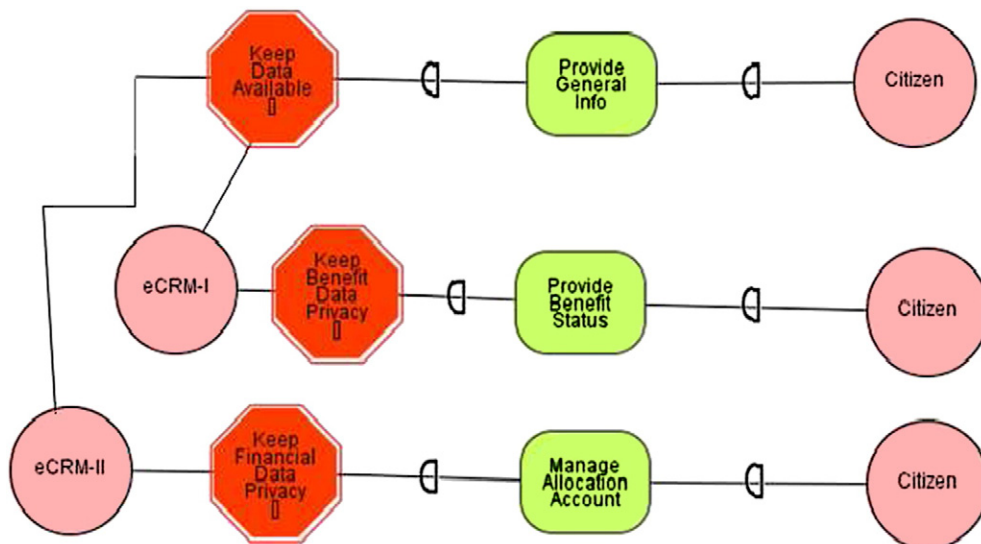 Keep
Data
Available
Provide
General
Info
Citizen
eCRM-I
Keep
Benefit
Data
Privacy
Provide
Benefit
Status
Citizen
eCRM-II
Keep
Financial
Data
Privacy
Manage
Allocation
Account
Citizen